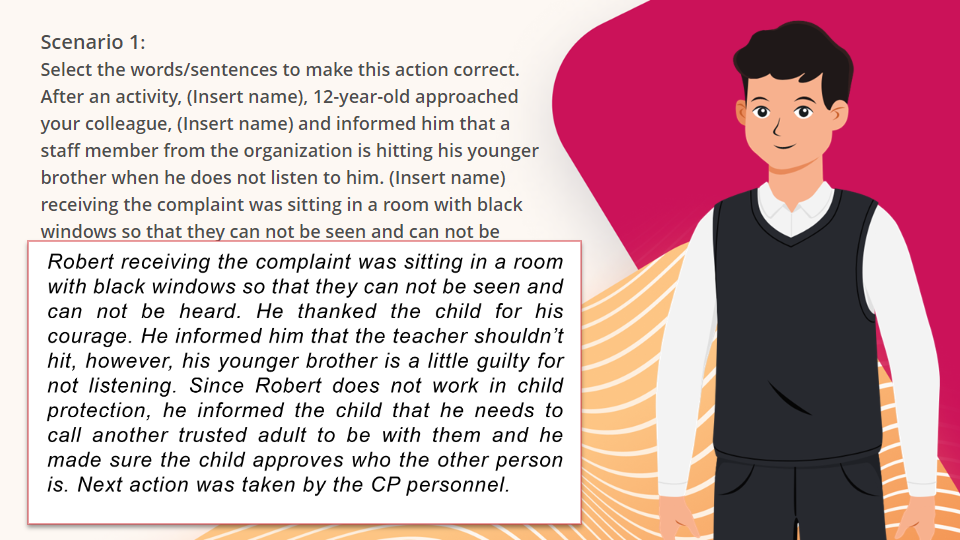 Scenario 1:
Select the words/sentences to make this action correct.
After an activity, (Insert name), 12-year-old approached
your colleague, (Insert name) and informed him that a
staff member from the organization is hitting his younger
brother when he does not listen to him. (Insert name)
receiving the complaint was sitting in a room with black
windows so that they can not be seen and can not be
Robert receiving the complaint was sitting in a room
with black windows so that they can not be seen and
can not be heard. He thanked the child for his
courage. He informed him that the teacher shouldn't
hit, however, his younger brother is a little guilty for
not listening. Since Robert does not work in child
protection, he informed the child that he needs to
call another trusted adult to be with them and he
made sure the child approves who the other person
is. Next action was taken by the CP personnel.